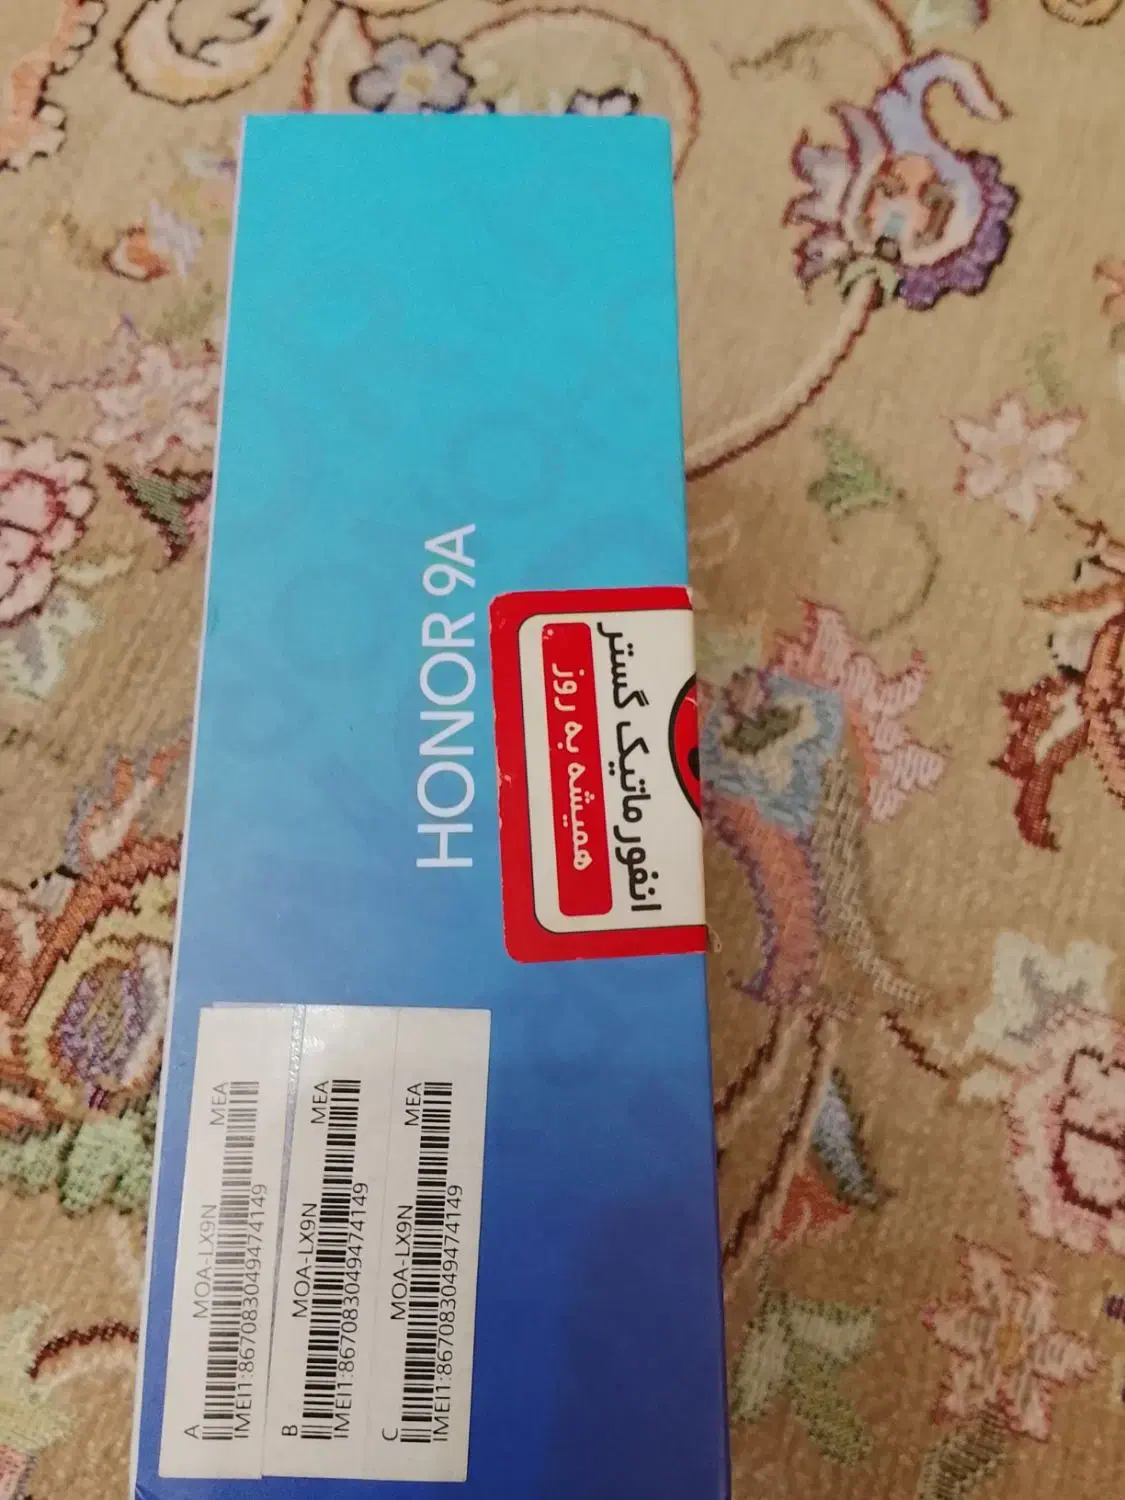 HONOR 9A
انفورماتیک گستر
همیشه به روز.
A MOA-LX9N MEA
IMEI1:867083049474149
B MOA-LX9N MEA
IMEI1:867083049474149
C MOA-LX9N MEA
IMEI1:867083049474149